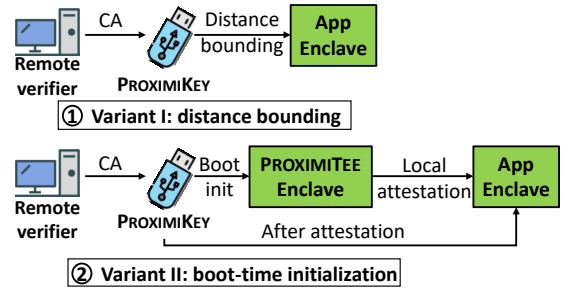 CA
Distance
bounding
App
Enclave
Remote
verifier
PROXIMIKEY
① Variant I: distance bounding
CA
Boot
init
PROXIMITEE
Enclave
Local
attestation
App
Enclave
Remote
verifier
PROXIMIKEY
After attestation
② Variant II: boot-time initialization